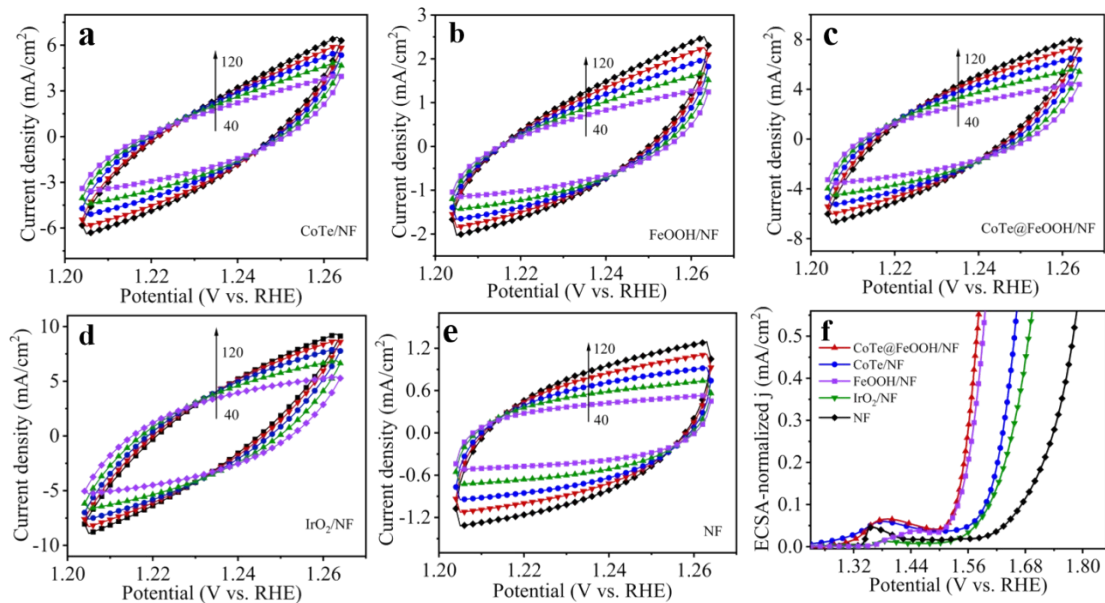 a
Current density (mA/cm²)
6
3
0
-3
-6
120
40
CoTe/NF
1.20
1.22
1.24
1.26
Potential (V vs. RHE)
b
Current density (mA/cm²)
3
2
1
0
-1
-2
120
40
FeOOH/NF
1.20
1.22
1.24
1.26
Potential (V vs. RHE)
c
Current density (mA/cm²)
8
4
0
-4
-8
120
40
CoTe@FeOOH/NF
1.20
1.22
1.24
1.26
Potential (V vs. RHE)
d
Current density (mA/cm²)
10
5
0
-5
-10
120
40
IrO₂/NF
1.20
1.22
1.24
1.26
Potential (V vs. RHE)
e
Current density (mA/cm²)
1.2
0.6
0.0
-0.6
-1.2
120
40
NF
1.20
1.22
1.24
1.26
Potential (V vs. RHE)
f
ECSA-normalized j (mA/cm²)
0.5
0.4
0.3
0.2
0.1
0.0
CoTe@FeOOH/NF
CoTe/NF
FeOOH/NF
IrO₂/NF
NF
1.32
1.44
1.56
1.68
1.80
Potential (V vs. RHE)